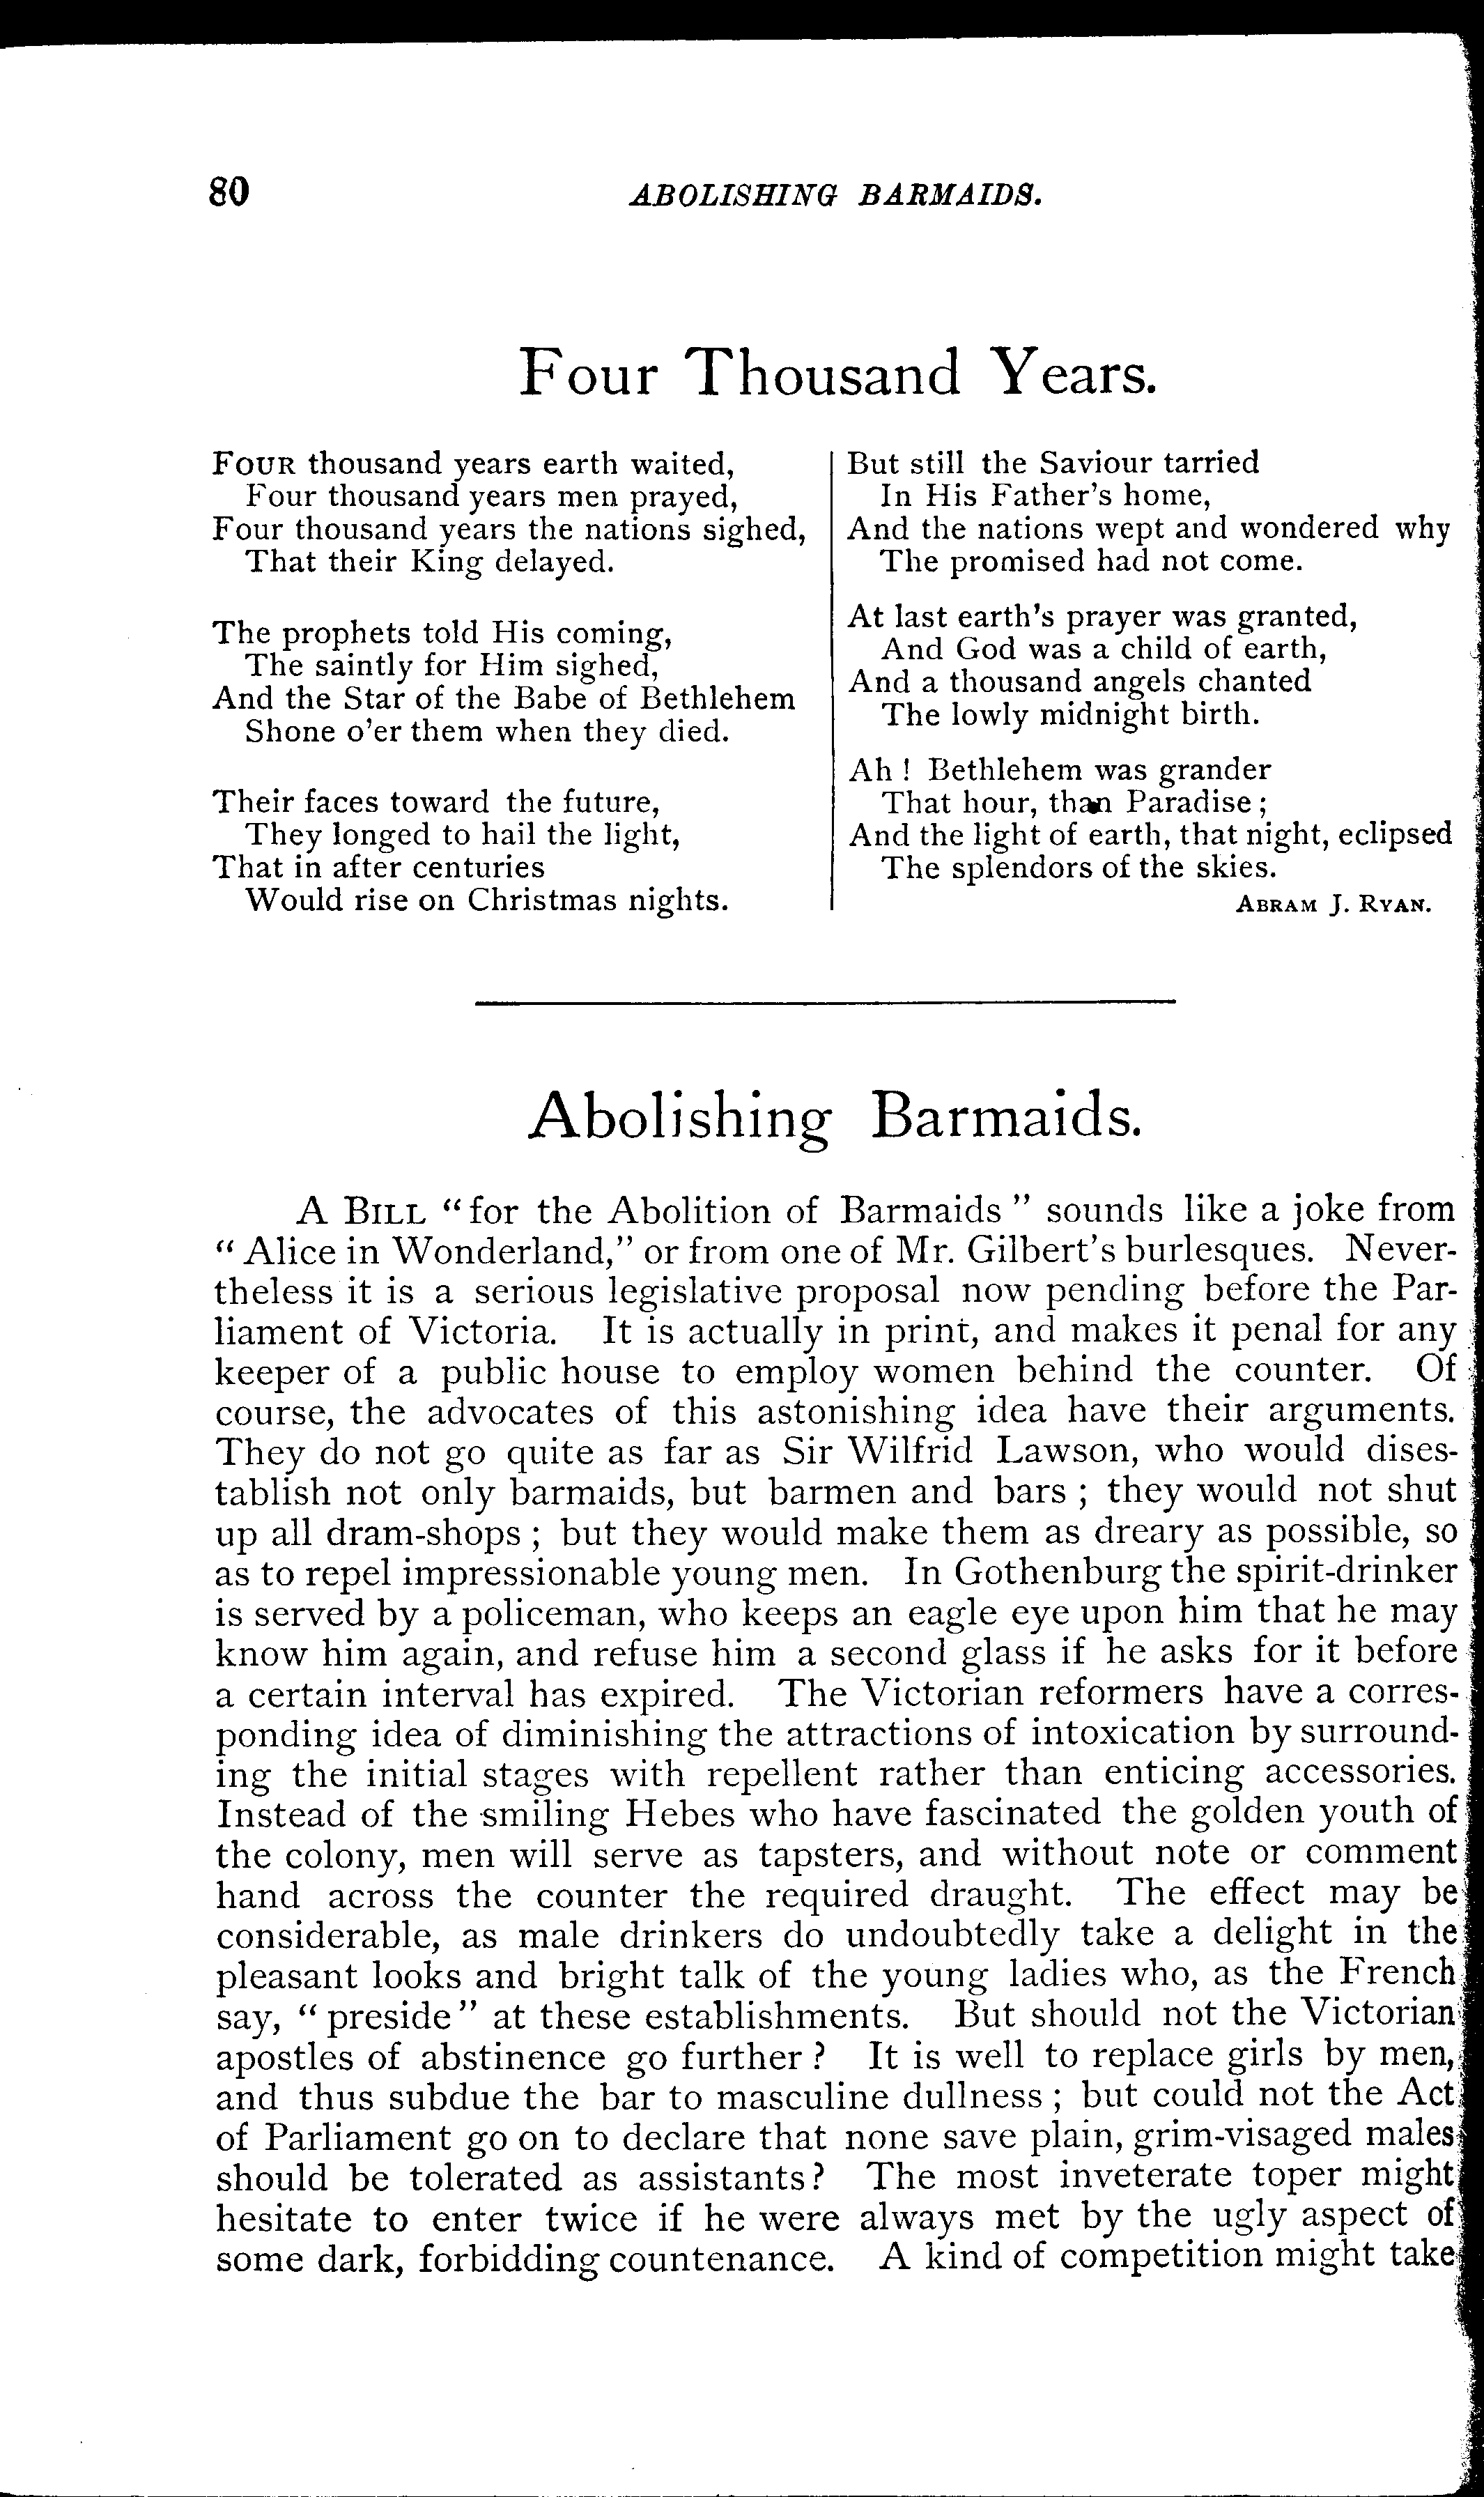 80
ABOLISHING BARMAIDS.
Four Thousand Years.
FOUR thousand years earth waited,
Four thousand years men prayed,
Four thousand years the nations sighed,
That their King delayed.
The prophets told His coming,
The saintly for Him sighed,
And the Star of the Babe of Bethlehem
Shone o'er them when they died.
Their faces toward the future,
They longed to hail the light,
That in after centuries
Would rise on Christmas nights.
But still the Saviour tarried
In His Father's home,
And the nations wept and wondered why
The promised had not come.
At last earth's prayer was granted,
And God was a child of earth,
And a thousand angels chanted
The lowly midnight birth.
Ah ! Bethlehem was grander
That hour, than Paradise ;
And the light of earth, that night, eclipsed
The splendors of the skies.
ABRAM J. RYAN.
Abolishing Barmaids.
A BILL "for the Abolition of Barmaids " sounds like a joke from
" Alice in Wonderland," or from one of Mr. Gilbert's burlesques. Never-
theless it is a serious legislative proposal now pending before the Par-
liament of Victoria. It is actually in print, and makes it penal for any
keeper of a public house to employ women behind the counter. Of
course, the advocates of this astonishing idea have their arguments.
They do not go quite as far as Sir Wilfrid Lawson, who would dises-
tablish not only barmaids, but barmen and bars ; they would not shut
up all dram-shops ; but they would make them as dreary as possible, so
as to repel impressionable young men. In Gothenburg the spirit-drinker
is served by a policeman, who keeps an eagle eye upon him that he may
know him again, and refuse him a second glass if he asks for it before
a certain interval has expired. The Victorian reformers have a corres-
ponding idea of diminishing the attractions of intoxication by surround-
ing the initial stages with repellent rather than enticing accessories.
Instead of the smiling Hebes who have fascinated the golden youth of
the colony, men will serve as tapsters, and without note or comment
hand across the counter the required draught. The effect may be
considerable, as male drinkers do undoubtedly take a delight in the
pleasant looks and bright talk of the young ladies who, as the French
say, " preside " at these establishments. But should not the Victorian
apostles of abstinence go further ? It is well to replace girls by men,
and thus subdue the bar to masculine dullness ; but could not the Act
of Parliament go on to declare that none save plain, grim-visaged males
should be tolerated as assistants? The most inveterate toper might
hesitate to enter twice if he were always met by the ugly aspect of
some dark, forbidding countenance. A kind of competition might take